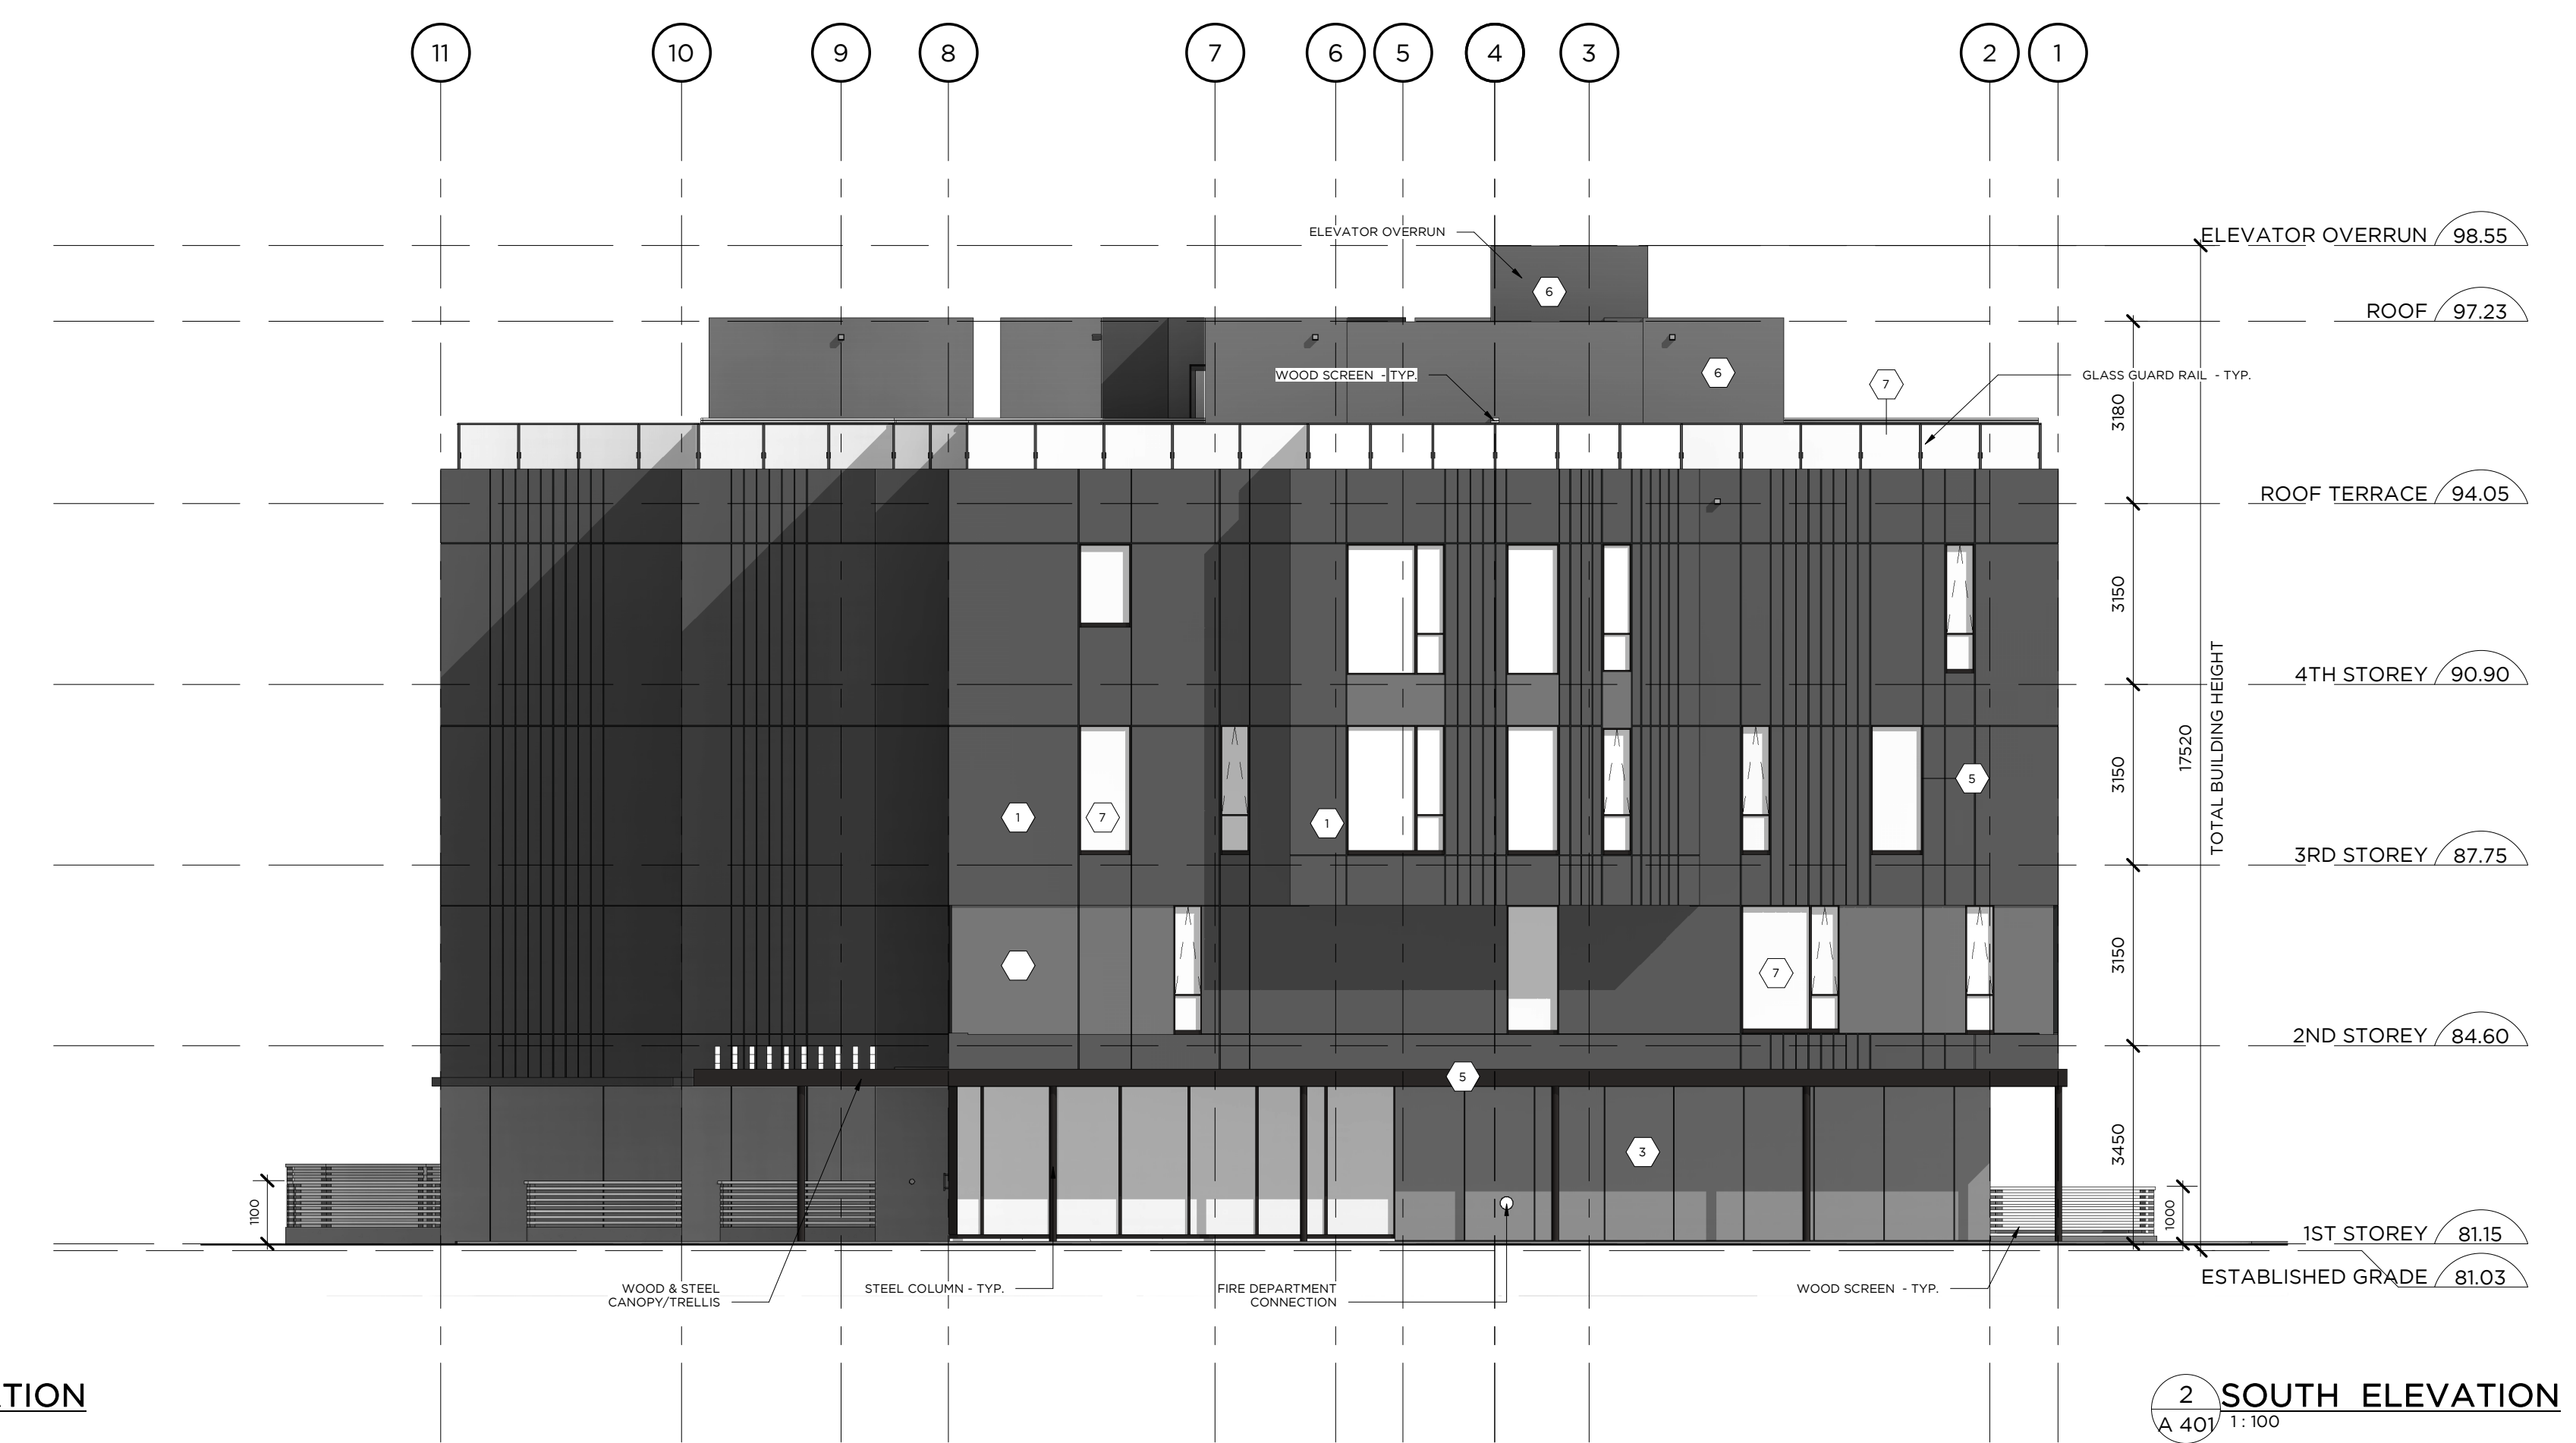 11 10 9 8 7 6 5 4 3 2 1
ELEVATOR OVERRUN
ELEVATOR OVERRUN 98.55
6
ROOF 97.23
WOOD SCREEN - TYP.
6
7
GLASS GUARD RAIL - TYP.
3180
ROOF TERRACE 94.05
3150
4TH STOREY 90.90
17520
TOTAL BUILDING HEIGHT
3150
5
1
7
1
3RD STOREY 87.75
3150
7
2ND STOREY 84.60
5
3450
3
1100
1000
1ST STOREY 81.15
ESTABLISHED GRADE 81.03
WOOD & STEEL
CANOPY/TRELLIS
STEEL COLUMN - TYP.
FIRE DEPARTMENT
CONNECTION
WOOD SCREEN - TYP.
TION
2
A 401
SOUTH ELEVATION
1 : 100